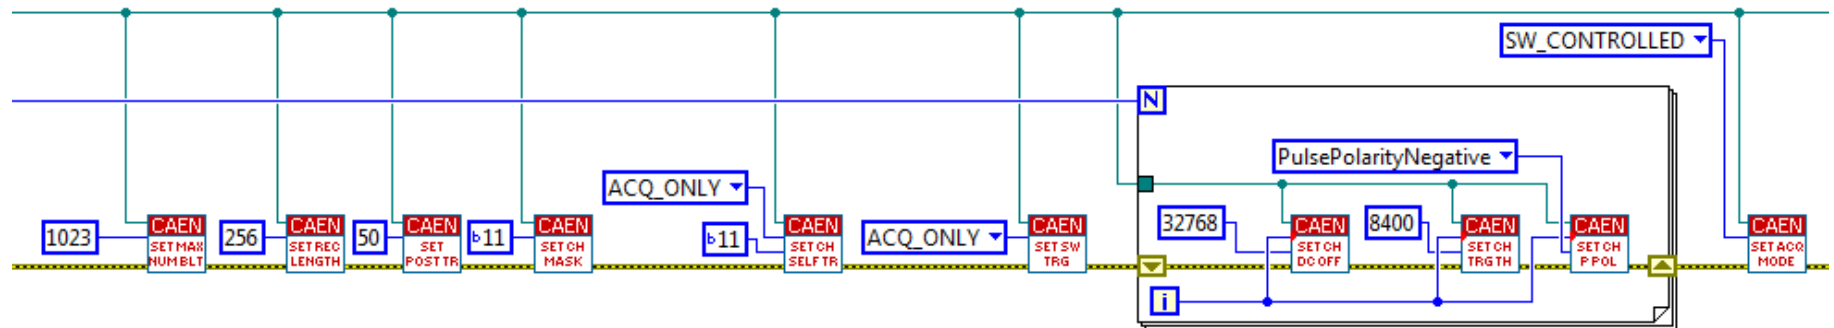 SW_CONTROLLED
N
PulsePolarityNegative
ACQ_ONLY
1023
CAEN
SET MAX
NUM BLT
256
CAEN
SET REC
LENGTH
50
CAEN
SET
POST TR
b11
CAEN
SET CH
MASK
b11
CAEN
SET CH
SELF TR
ACQ_ONLY
CAEN
SET SW
TRG
32768
CAEN
SET CH
DC OFF
8400
CAEN
SET CH
TRG TH
CAEN
SET CH
P POL
CAEN
SET ACQ
MODE
i